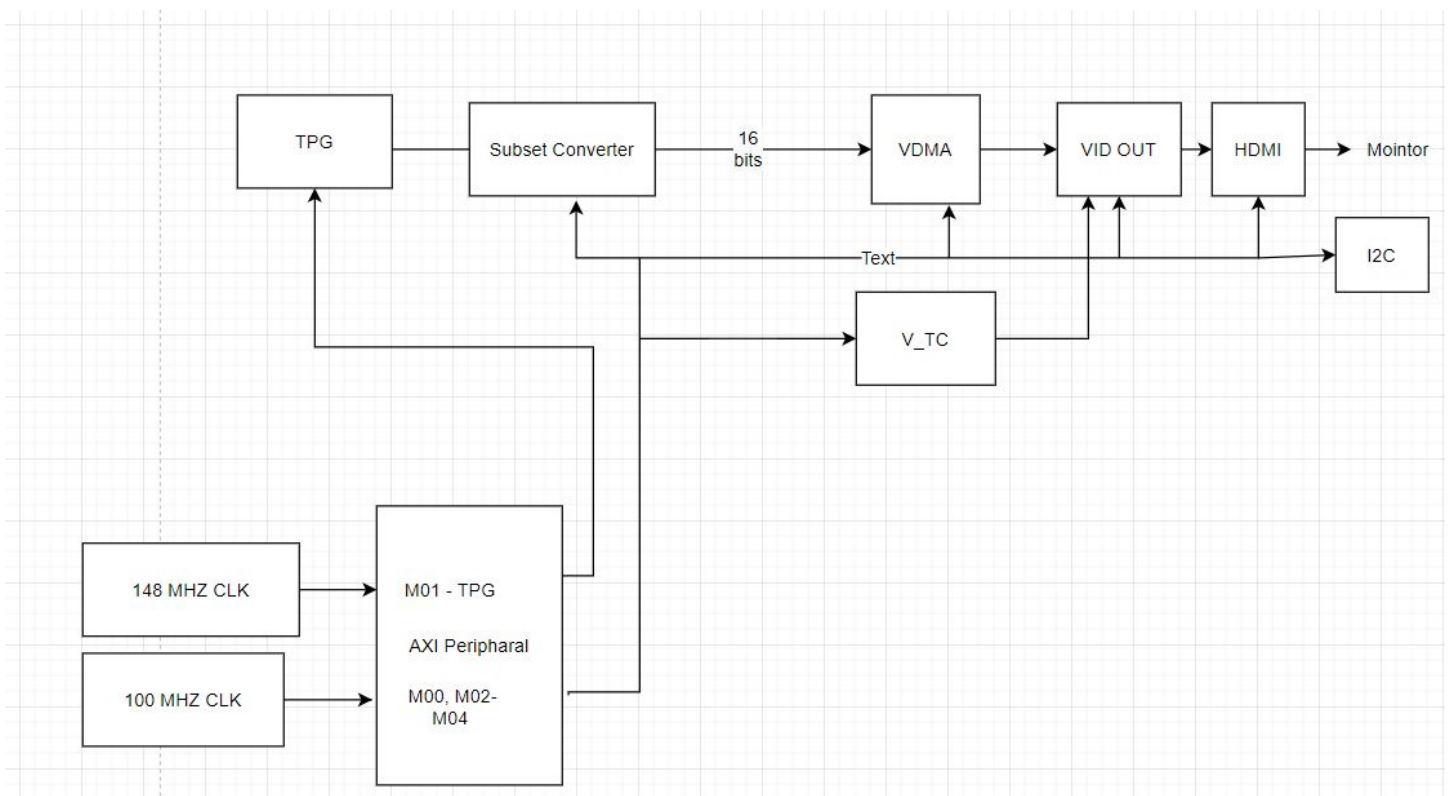 TPG
Subset Converter
16
bits
VDMA
VID OUT
HDMI
Mointor
I2C
Text
V_TC
148 MHZ CLK
M01 - TPG
AXI Peripharal
100 MHZ CLK
M00, M02-
M04